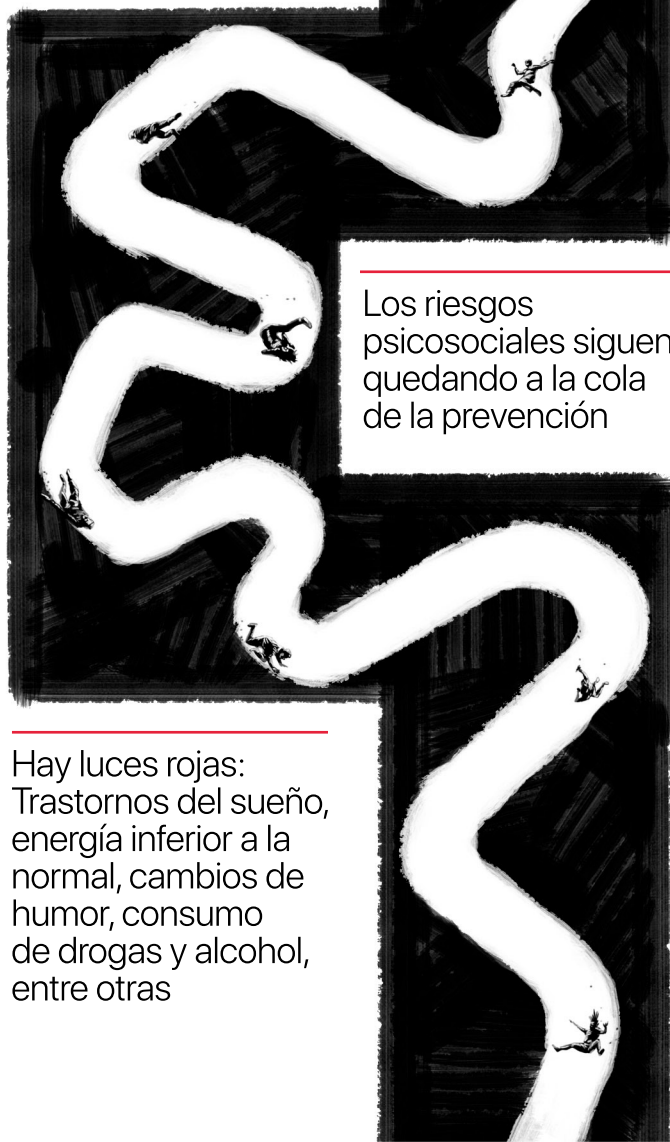 Los riesgos
psicosociales siguen
quedando a la cola
de la prevención
Hay luces rojas:
Trastornos del sueño,
energía inferior a la
normal, cambios de
humor, consumo
de drogas y alcohol,
entre otras